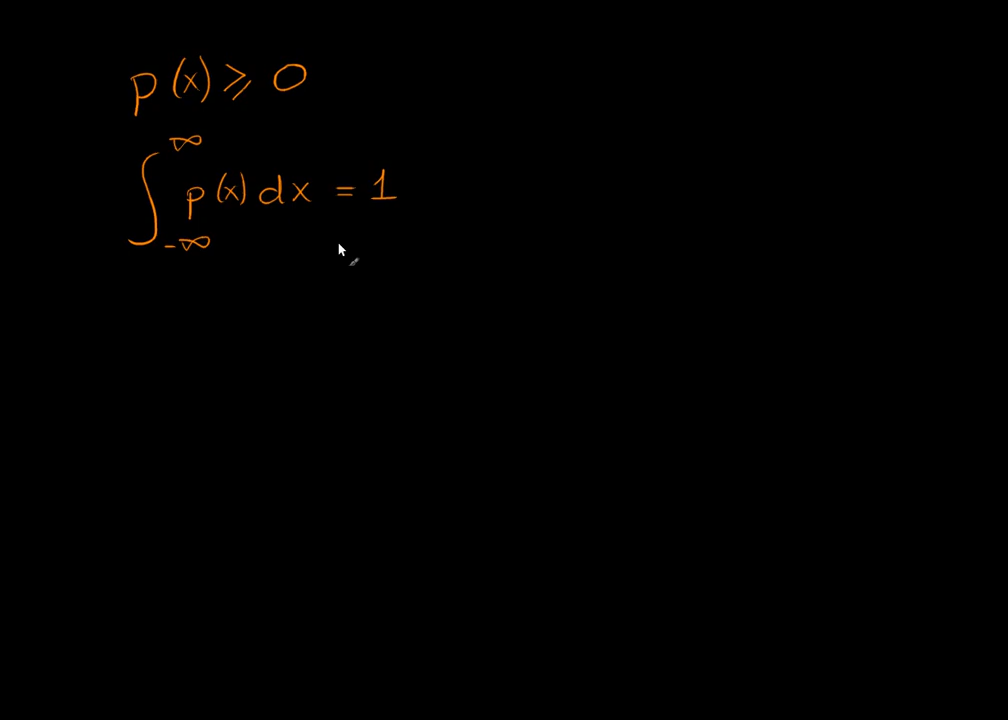 p(x) ⩾ 0
∫_{-∞}^{∞} p(x) dx = 1